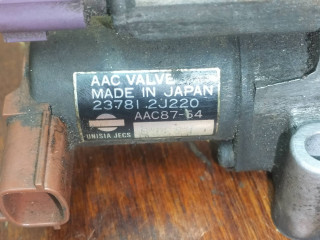 AAC VALVE
MADE IN JAPAN
23781 2J220
AAC87-64
UNISIA JECS